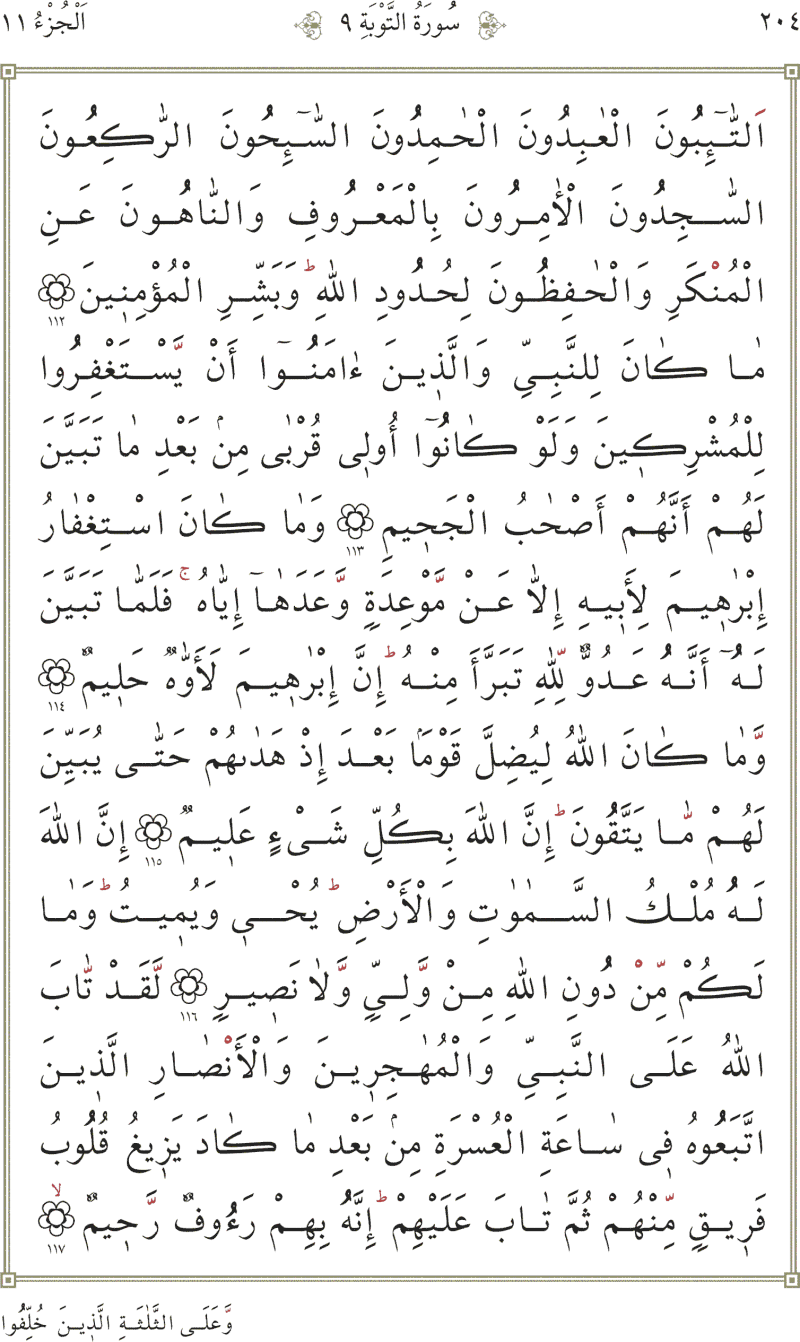 ٢٠٤ سُورَةُ التَّوْبَةِ ٩ اَلْجُزْءُ ١١
اَلتَّٰٓئِبُونَ الْعَٰبِدُونَ الْحَٰمِدُونَ السَّٰٓئِحُونَ الرَّٰكِعُونَ
السَّٰجِدُونَ الْأَٰمِرُونَ بِالْمَعْرُوفِ وَالنَّاهُونَ عَنِ
الْمُنْكَرِ وَالْحَٰفِظُونَ لِحُدُودِ اللّٰهِ ؕ وَبَشِّرِ الْمُؤْمِنِينَ ١١٢
مَا كَانَ لِلنَّبِيِّ وَالَّذِينَ ءَامَنُوٓا أَنْ يَّسْتَغْفِرُوا
لِلْمُشْرِكِينَ وَلَوْ كَانُوٓا أُولِى قُرْبٰى مِنۢ بَعْدِ مَا تَبَيَّنَ
لَهُمْ أَنَّهُمْ أَصْحٰبُ الْجَحِيمِ ١١٣ وَمَا كَانَ اسْتِغْفَارُ
إِبْرٰهِيمَ لِأَبِيهِ إِلَّا عَنْ مَّوْعِدَةٍ وَّعَدَهَآ إِيَّاهُ ۚ فَلَمَّا تَبَيَّنَ
لَهُۥٓ أَنَّهُۥ عَدُوٌّ لِّلّٰهِ تَبَرَّأَ مِنْهُ ؕ إِنَّ إِبْرٰهِيمَ لَأَوّٰهٌ حَلِيمٌ ١١٤
وَّمَا كَانَ اللّٰهُ لِيُضِلَّ قَوْمًۢا بَعْدَ إِذْ هَدٰىهُمْ حَتّٰى يُبَيِّنَ
لَهُمْ مَّا يَتَّقُونَ ؕ إِنَّ اللّٰهَ بِكُلِّ شَىْءٍ عَلِيمٌ ١١٥ إِنَّ اللّٰهَ
لَهُۥ مُلْكُ السَّمٰوٰتِ وَالْأَرْضِ ؕ يُحْىِۦ وَيُمِيتُ ؕ وَمَا
لَكُمْ مِّنْ دُونِ اللّٰهِ مِنْ وَّلِيٍّ وَّلَا نَصِيرٍ ١١٦ لَّقَدْ تَّابَ
اللّٰهُ عَلَى النَّبِيِّ وَالْمُهٰجِرِينَ وَالْأَنْصَارِ الَّذِينَ
اتَّبَعُوهُ فِى سَاعَةِ الْعُسْرَةِ مِنۢ بَعْدِ مَا كَادَ يَزِيغُ قُلُوبُ
فَرِيقٍ مِّنْهُمْ ثُمَّ تَابَ عَلَيْهِمْ ؕ إِنَّهُۥ بِهِمْ رَءُوفٌ رَّحِيمٌ ۙ ١١٧
وَّعَلَى الثَّلٰثَةِ الَّذِينَ خُلِّفُوا